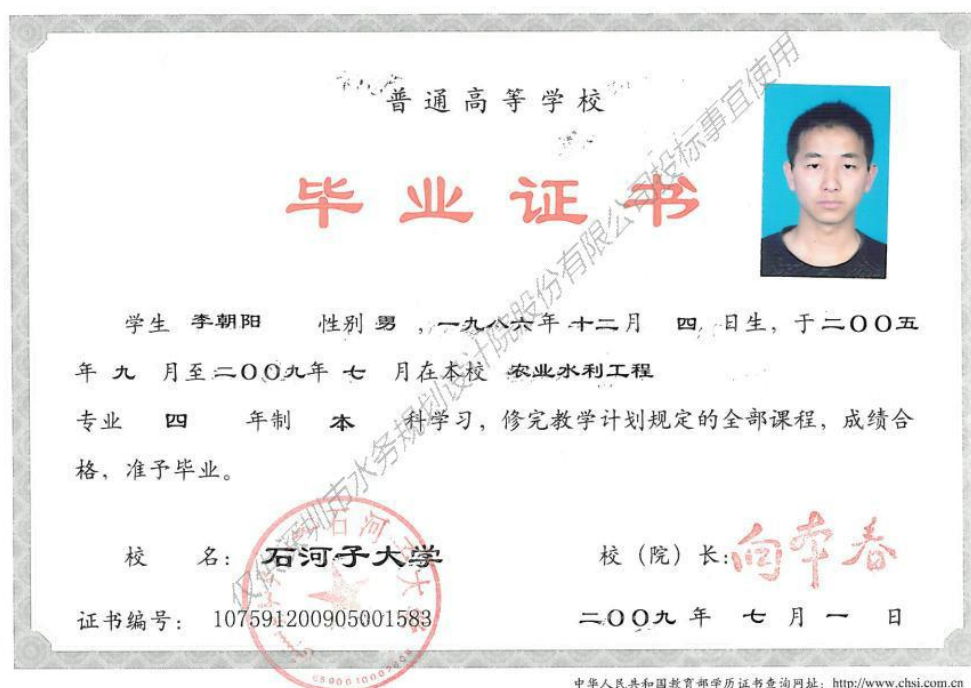 普通高等学校
毕业证书
学生 李朝阳 性别 男 ，一九八六年 十二月 四 日生，于二〇〇五
年 九 月至二〇〇九年 七 月在本校 农业水利工程
专业 四 年制 本 科学习，修完教学计划规定的全部课程，成绩合
格，准予毕业。
校 名： 石河子大学
校（院）长：向本春
证书编号： 107591200905001583
二〇〇九年 七 月 一 日
中华人民共和国教育部学历证书查询网址：http://www.chsi.com.cn
仅供深圳市水务规划设计院股份有限公司投标事宜使用